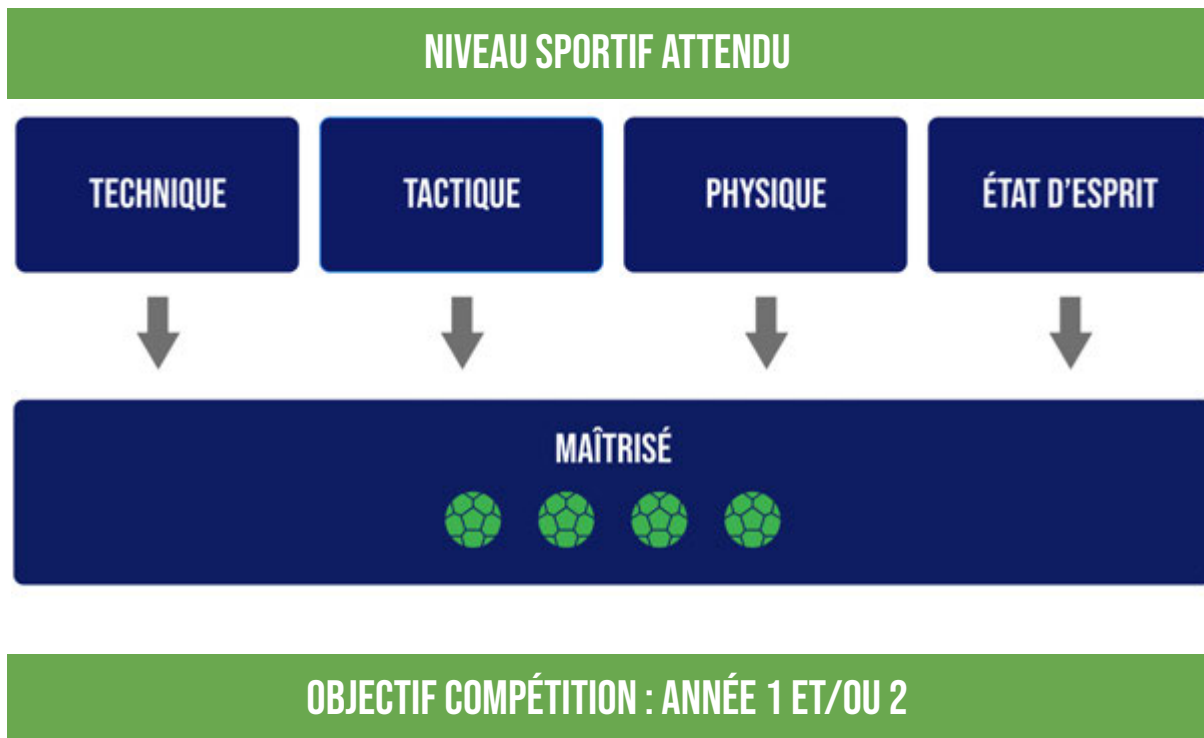 NIVEAU SPORTIF ATTENDU
TECHNIQUE
TACTIQUE
PHYSIQUE
ÉTAT D'ESPRIT
MAÎTRISÉ
OBJECTIF COMPÉTITION : ANNÉE 1 ET/OU 2